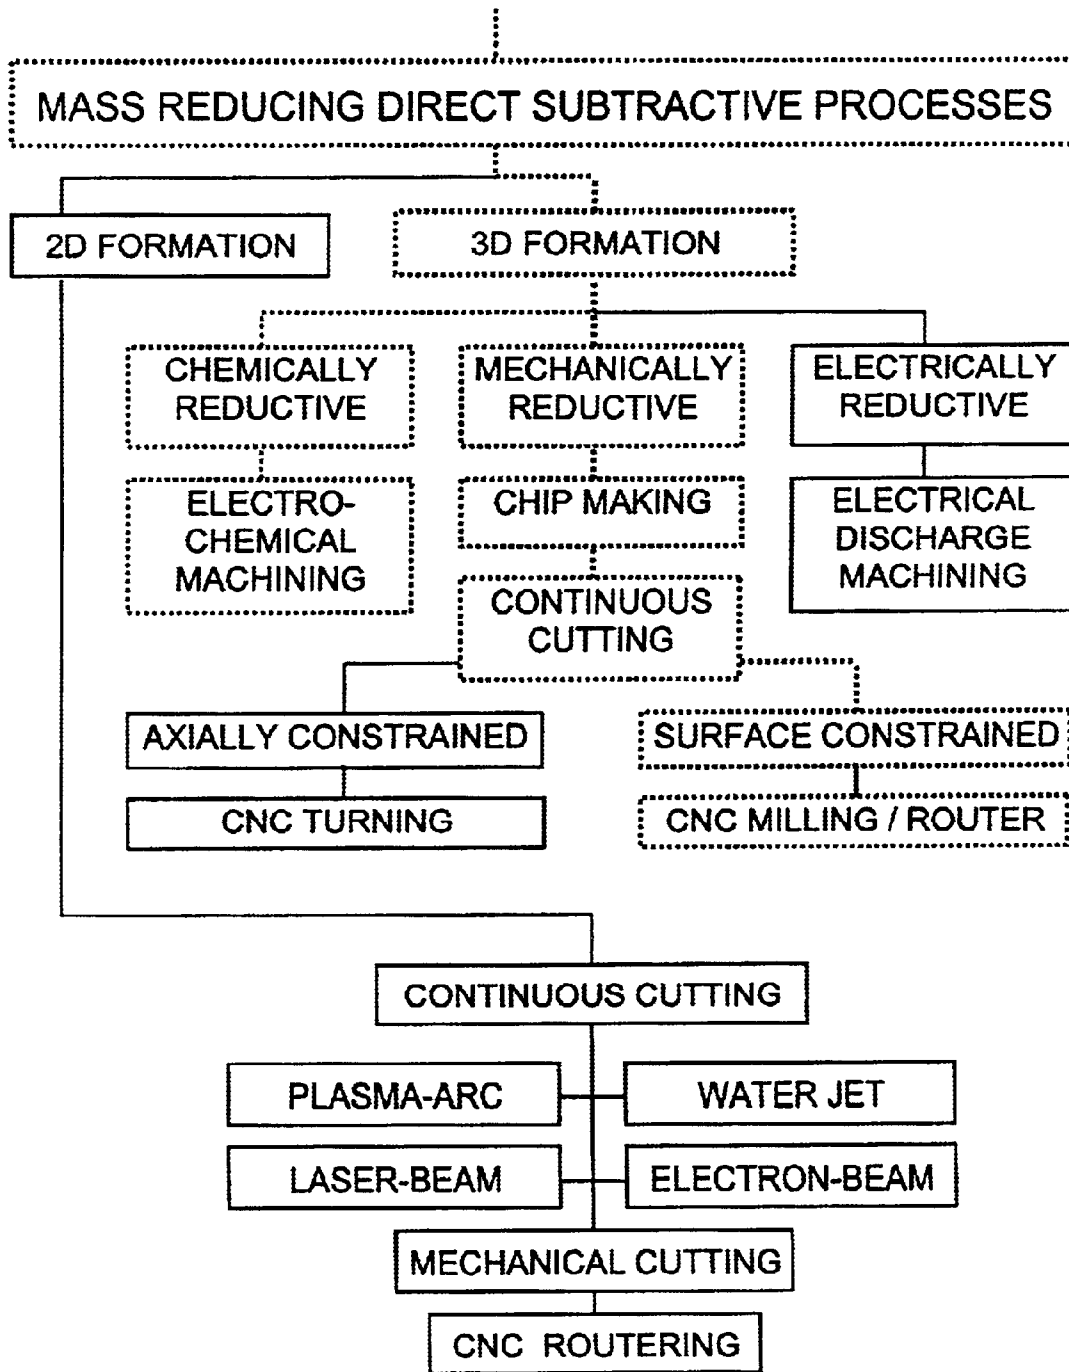 MASS REDUCING DIRECT SUBTRACTIVE PROCESSES
2D FORMATION
3D FORMATION
CHEMICALLY
REDUCTIVE
MECHANICALLY
REDUCTIVE
ELECTRICALLY
REDUCTIVE
ELECTRO-
CHEMICAL
MACHINING
CHIP MAKING
ELECTRICAL
DISCHARGE
MACHINING
CONTINUOUS
CUTTING
AXIALLY CONSTRAINED
SURFACE CONSTRAINED
CNC TURNING
CNC MILLING / ROUTER
CONTINUOUS CUTTING
PLASMA-ARC
WATER JET
LASER-BEAM
ELECTRON-BEAM
MECHANICAL CUTTING
CNC ROUTERING